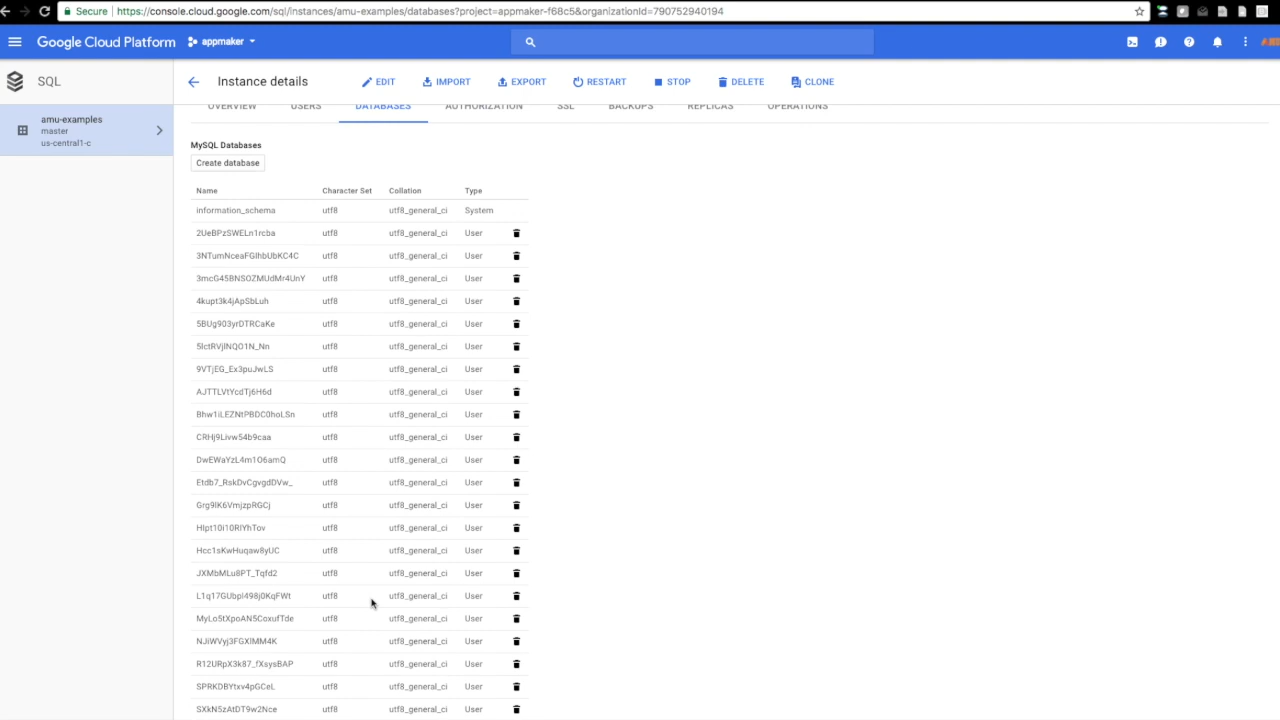 Secure https://console.cloud.google.com/sql/instances/amu-examples/databases?project=appmaker-f68c5&organizationId=790752940194
Google Cloud Platform appmaker
SQL Instance details EDIT IMPORT EXPORT RESTART STOP DELETE CLONE
OVERVIEW USERS DATABASES AUTHORIZATION SSL BACKUPS REPLICAS OPERATIONS
amu-examples
master
us-central1-c
MySQL Databases
Create database
Name Character Set Collation Type
information_schema utf8 utf8_general_ci System
2UeBPzSWELn1rcba utf8 utf8_general_ci User
3NTumNceaFGlhbUbKC4C utf8 utf8_general_ci User
3mcG45BNSOZMUdMr4UnY utf8 utf8_general_ci User
4kupt3k4jApSbLuh utf8 utf8_general_ci User
5BUg903yrDTRCaKe utf8 utf8_general_ci User
5lctRVjlNQO1N_Nn utf8 utf8_general_ci User
9VTjEG_Ex3puJwLS utf8 utf8_general_ci User
AJTTLVtYcdTj6H6d utf8 utf8_general_ci User
Bhw1iLEZNtPBDC0hoLSn utf8 utf8_general_ci User
CRHj9Livw54b9caa utf8 utf8_general_ci User
DwEWaYzL4m1O6amQ utf8 utf8_general_ci User
Etdb7_RskDvCgvgdDVw_ utf8 utf8_general_ci User
Grg9lK6VmjzpRGCj utf8 utf8_general_ci User
HIpt10i10RlYhTov utf8 utf8_general_ci User
Hcc1sKwHuqaw8yUC utf8 utf8_general_ci User
JXMbMLu8PT_Tqfd2 utf8 utf8_general_ci User
L1q17GUbpl498j0KqFWt utf8 utf8_general_ci User
MyLo5tXpoAN5CoxufTde utf8 utf8_general_ci User
NJiWVyj3FGXlMM4K utf8 utf8_general_ci User
R12URpX3k87_fXsysBAP utf8 utf8_general_ci User
SPRKDBYtxv4pGCeL utf8 utf8_general_ci User
SXkN5zAtDT9w2Nce utf8 utf8_general_ci User